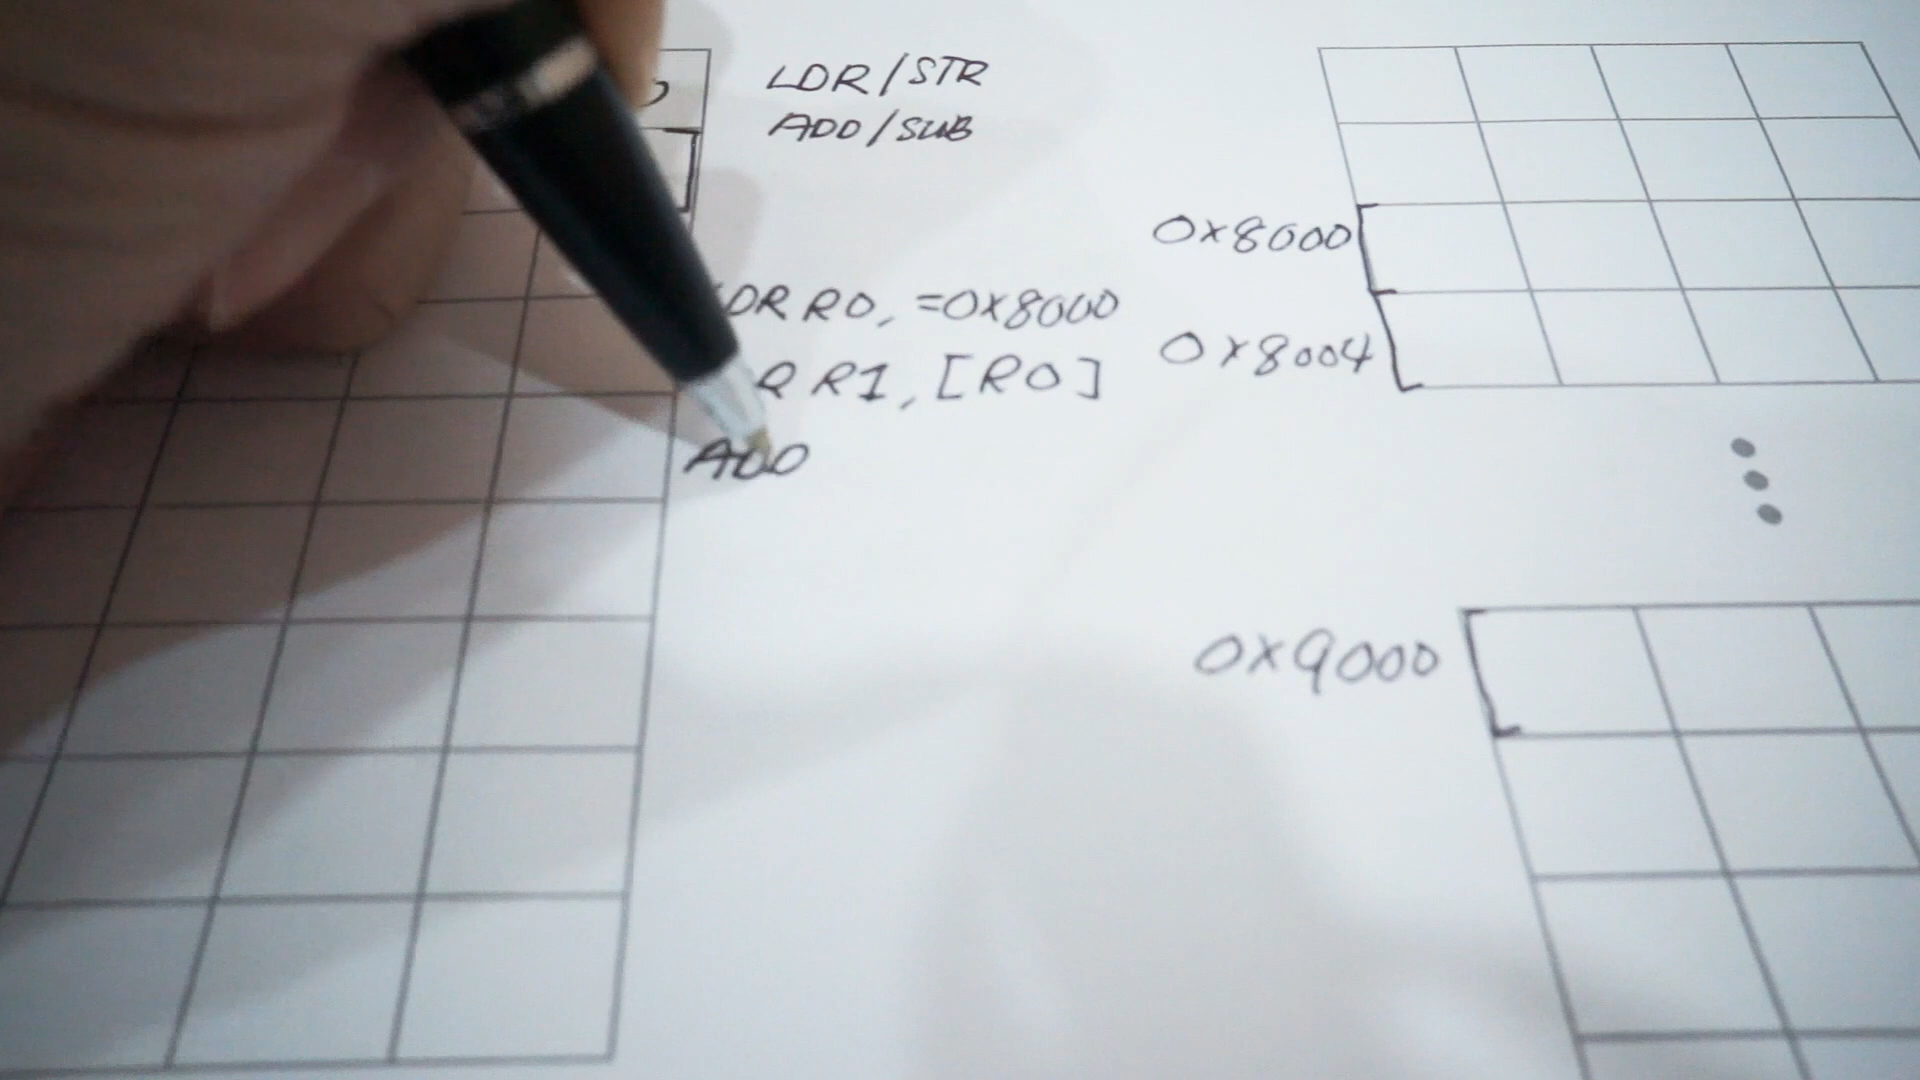 LDR/STR
ADD/SUB
0x8000
DR R0, =0x8000
0x8004
R R1, [R0]
ADD
0x9000